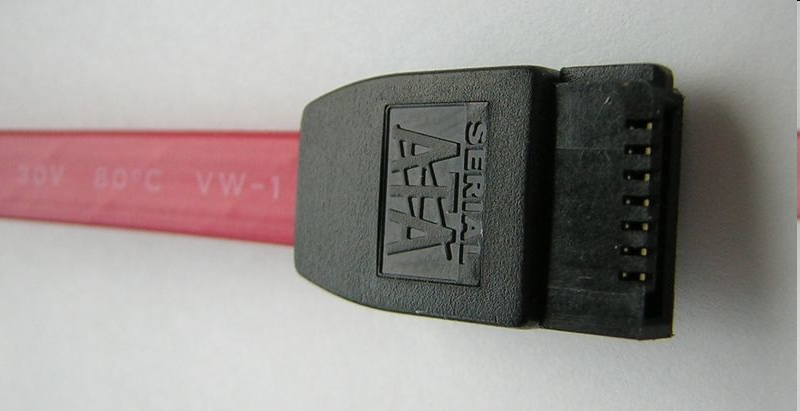 30V 80°C VW-1
SERIAL
ATA